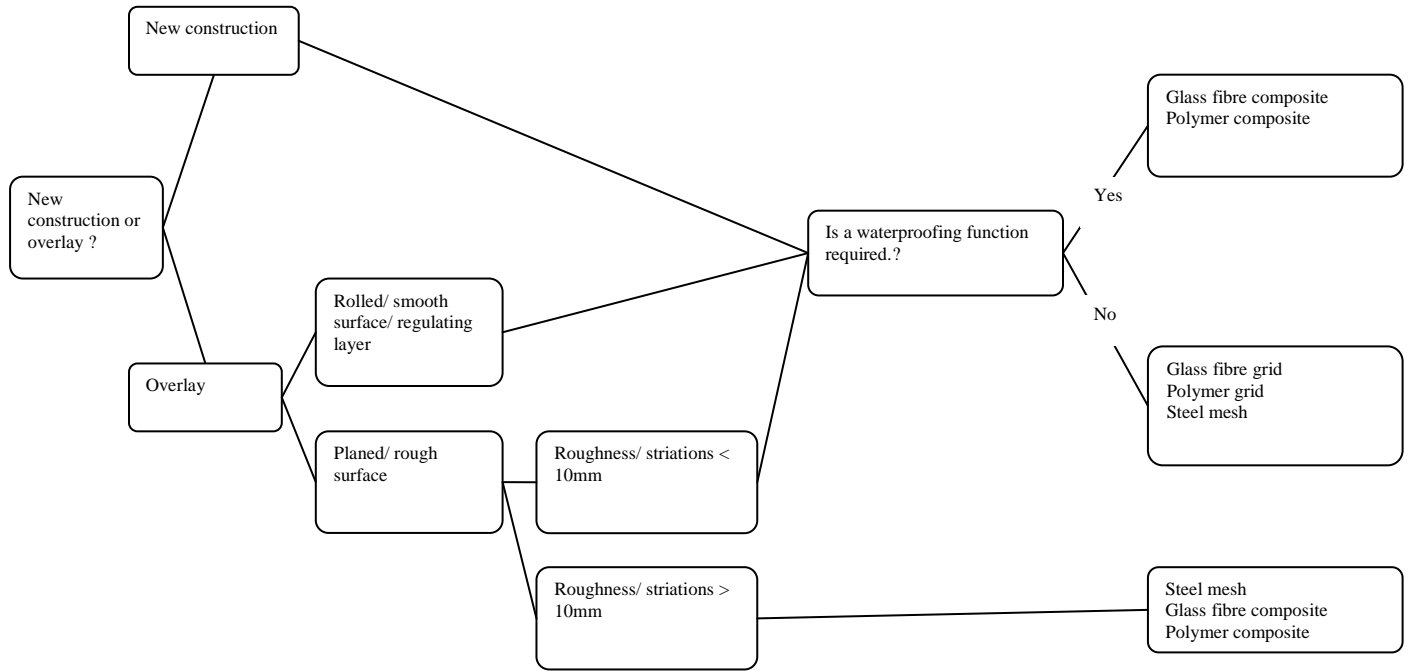 New construction
New
construction or
overlay ?
Overlay
Rolled/ smooth
surface/ regulating
layer
Planed/ rough
surface
Roughness/ striations <
10mm
Roughness/ striations >
10mm
Is a waterproofing function
required.?
Yes
No
Glass fibre composite
Polymer composite
Glass fibre grid
Polymer grid
Steel mesh
Steel mesh
Glass fibre composite
Polymer composite